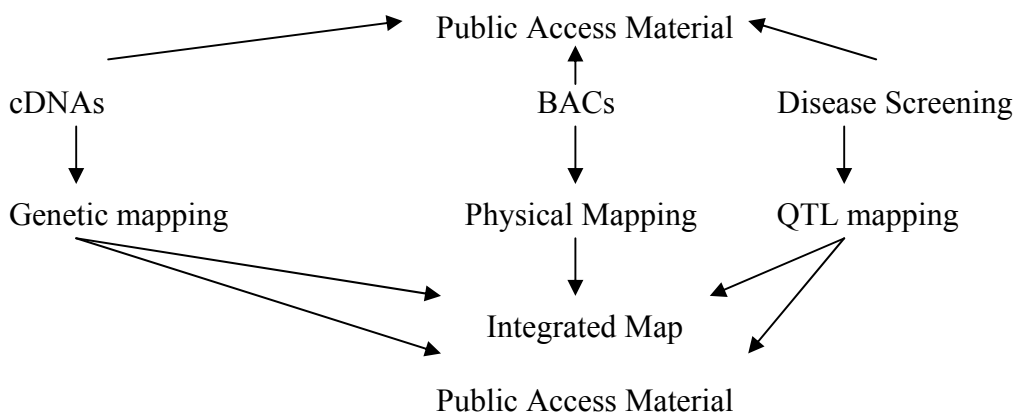 Public Access Material
cDNAs BACs Disease Screening
Genetic mapping Physical Mapping QTL mapping
Integrated Map
Public Access Material